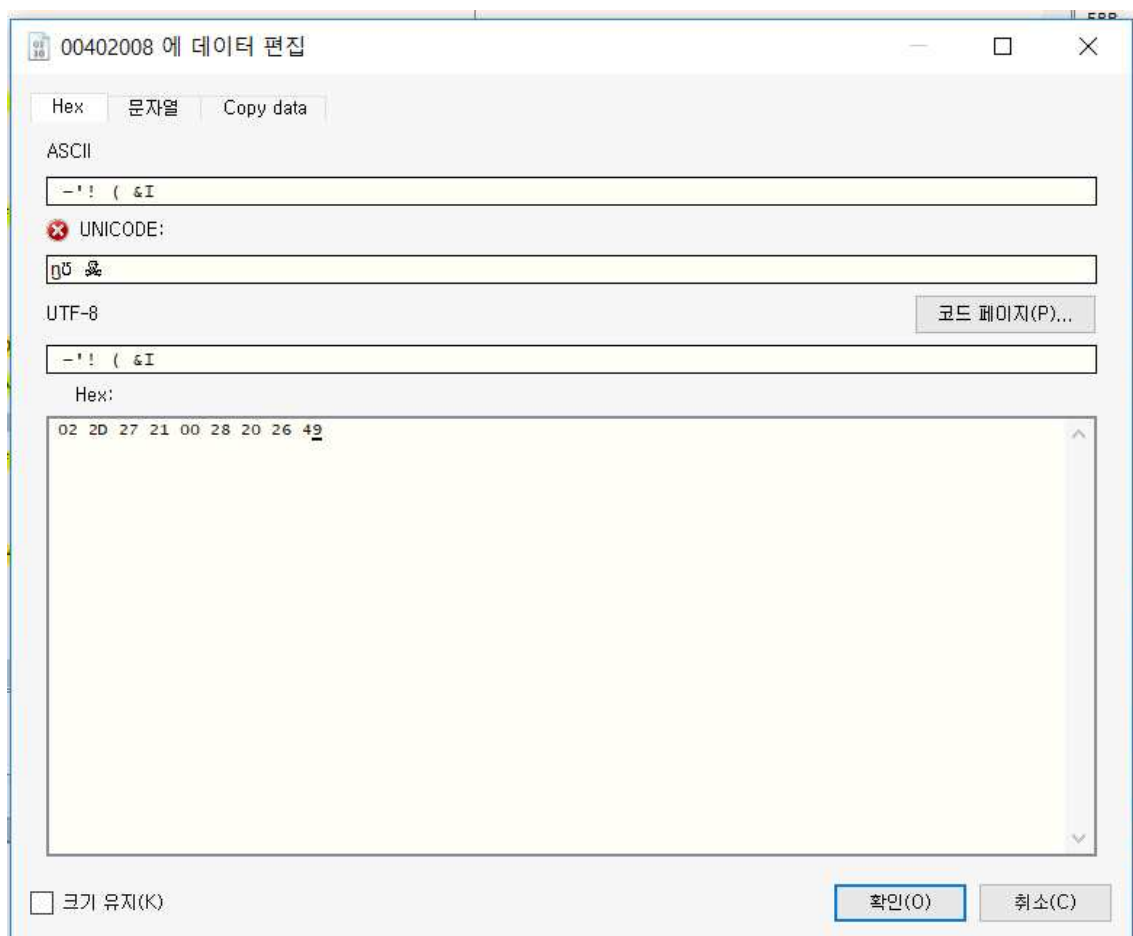 00402008 에 데이터 편집
Hex 문자열 Copy data
ASCII
-'! ( &I
UNICODE:
UTF-8
코드 페이지(P)...
-'! ( &I
Hex:
02 2D 27 21 00 28 20 26 49
크기 유지(K)
확인(O) 취소(C)